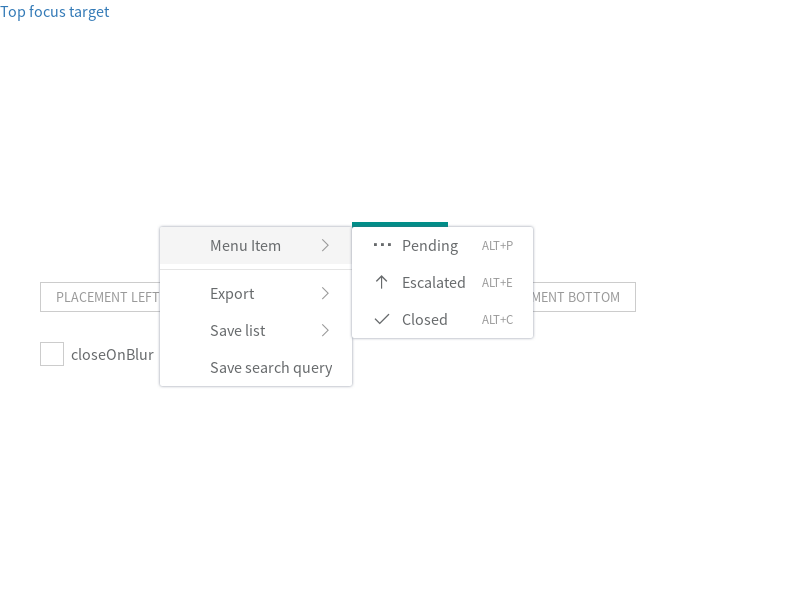 Top focus target
Menu Item
Pending ALT+P
Escalated ALT+E
Closed ALT+C
Export
Save list
Save search query
PLACEMENT LEFT
BOTTOM
closeOnBlur